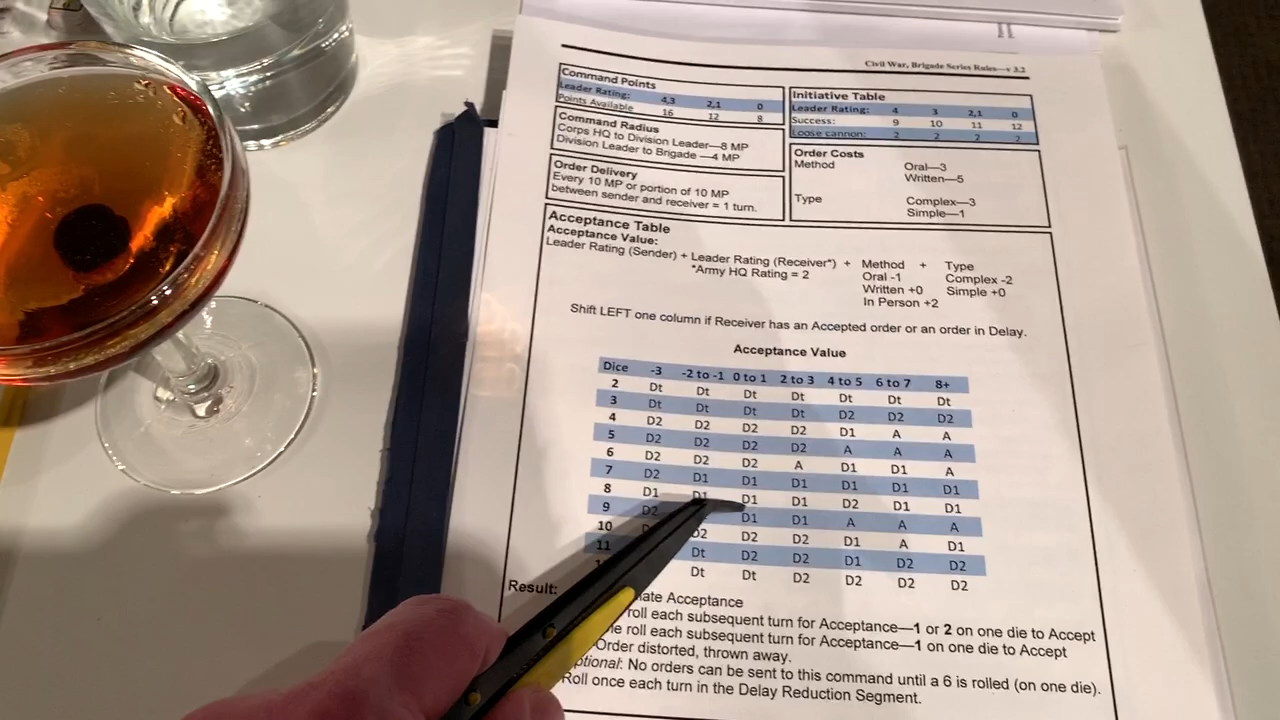 II
Civil War, Brigade Series Rules—v 3.2
Command Points
Leader Rating: 4,3 2,1 0
Points Available 16 12 8
Command Radius
Corps HQ to Division Leader—8 MP
Division Leader to Brigade —4 MP
Order Delivery
Every 10 MP or portion of 10 MP
between sender and receiver = 1 turn.
Initiative Table
Leader Rating: 4 3 2,1 0
Success: 9 10 11 12
Loose cannon: 2 2 2 2
Order Costs
Method Oral—3
Written—5
Type Complex—3
Simple—1
Acceptance Table
Acceptance Value:
Leader Rating (Sender) + Leader Rating (Receiver*) + Method + Type
*Army HQ Rating = 2 Oral -1 Complex -2
Written +0 Simple +0
In Person +2
Shift LEFT one column if Receiver has an Accepted order or an order in Delay.
Acceptance Value
Dice -3 -2 to -1 0 to 1 2 to 3 4 to 5 6 to 7 8+
2 Dt Dt Dt Dt Dt Dt Dt
3 Dt Dt Dt Dt D2 D2 D2
4 D2 D2 D2 D2 D1 A A
5 D2 D2 D2 D2 A A A
6 D2 D2 D2 A D1 D1 A
7 D2 D1 D1 D1 D1 D1 D1
8 D1 D1 D1 D1 D2 D1 D1
9 D2 D1 D1 A A A
10 D2 D2 D2 D1 A D1
11 Dt D2 D2 D1 D2 D2
Dt Dt D2 D2 D2 D2
Result: Acceptance
roll each subsequent turn for Acceptance—1 or 2 on one die to Accept
roll each subsequent turn for Acceptance—1 on one die to Accept
Order distorted, thrown away.
No orders can be sent to this command until a 6 is rolled (on one die).
Roll once each turn in the Delay Reduction Segment.